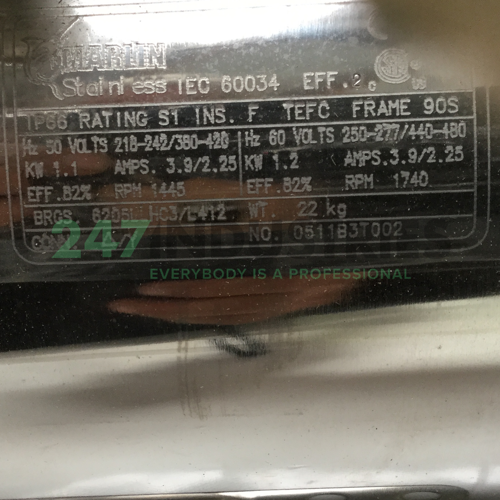 MARLIN
Stainless IEC 60034 EFF.2 c us
IP66 RATING S1 INS. F TEFC FRAME 90S
Hz 50 VOLTS 218-242/380-420 Hz 60 VOLTS 250-277/440-480
KW 1.1 AMPS. 3.9/2.25 KW 1.2 AMPS. 3.9/2.25
EFF. 82% RPM 1445 EFF. 82% RPM 1740
BRGS. WT. 22 kg
NO. 0511B3T002
247 INDUSTRIES
EVERYBODY IS A PROFESSIONAL